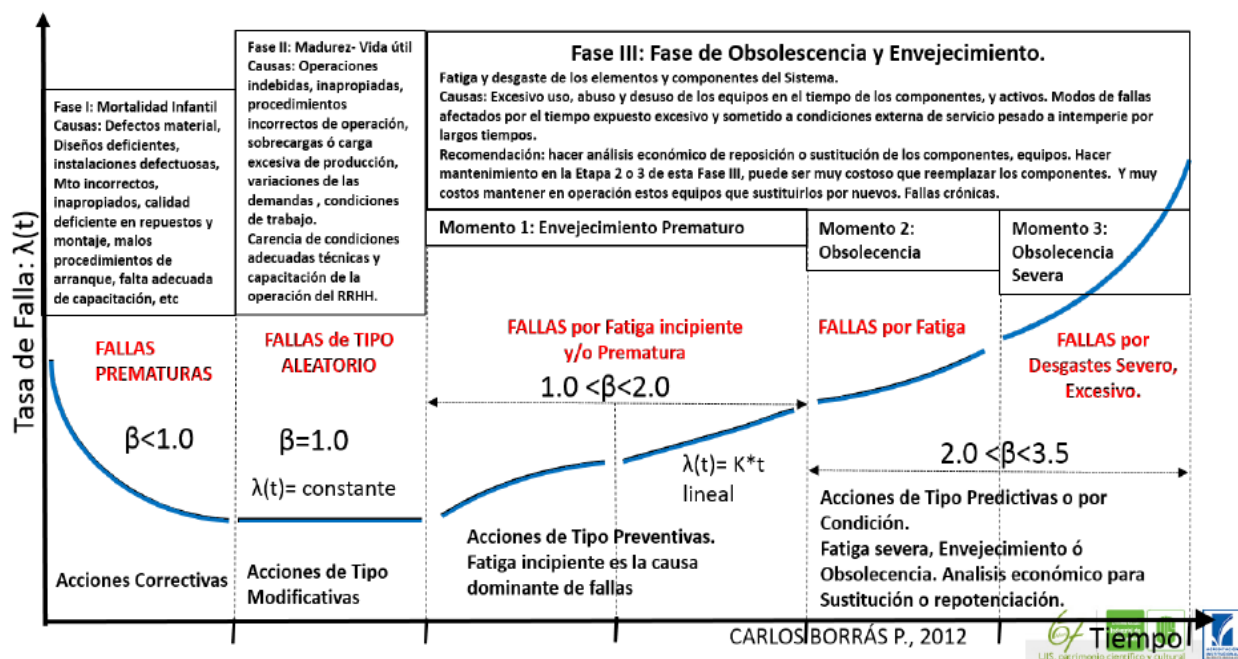 Tasa de Falla: λ(t)
Fase I: Mortalidad Infantil
Causas: Defectos material,
Diseños deficientes,
instalaciones defectuosas,
Mto incorrectos,
inapropiados, calidad
deficiente en repuestos y
montaje, malos
procedimientos de
arranque, falta adecuada
de capacitación, etc
FALLAS
PREMATURAS
β<1.0
Acciones Correctivas
Fase II: Madurez- Vida útil
Causas: Operaciones
indebidas, inapropiadas,
procedimientos
incorrectos de operación,
sobrecargas ó carga
excesiva de producción,
variaciones de las
demandas , condiciones
de trabajo.
Carencia de condiciones
adecuadas técnicas y
capacitación de la
operación del RRHH.
FALLAS de TIPO
ALEATORIO
β=1.0
λ(t)= constante
Acciones de Tipo
Modificativas
Fase III: Fase de Obsolescencia y Envejecimiento.
Fatiga y desgaste de los elementos y componentes del Sistema.
Causas: Excesivo uso, abuso y desuso de los equipos en el tiempo de los componentes, y activos. Modos de fallas
afectados por el tiempo expuesto excesivo y sometido a condiciones externa de servicio pesado a intemperie por
largos tiempos.
Recomendación: hacer análisis económico de reposición o sustitución de los componentes, equipos. Hacer
mantenimiento en la Etapa 2 o 3 de esta Fase III, puede ser muy costoso que reemplazar los componentes. Y muy
costos mantener en operación estos equipos que sustituirlos por nuevos. Fallas crónicas.
Momento 1: Envejecimiento Prematuro
FALLAS por Fatiga incipiente
y/o Prematura
1.0 <β<2.0
λ(t)= K*t
lineal
Acciones de Tipo Preventivas.
Fatiga incipiente es la causa
dominante de fallas
Momento 2:
Obsolecencia
FALLAS por Fatiga
Momento 3:
Obsolecencia
Severa
FALLAS por
Desgastes Severo,
Excesivo.
2.0 <β<3.5
Acciones de Tipo Predictivas o por
Condición.
Fatiga severa, Envejecimiento ó
Obsolecencia. Analisis económico para
Sustitución o repotenciación.
CARLOS BORRÁS P., 2012
Tiempo